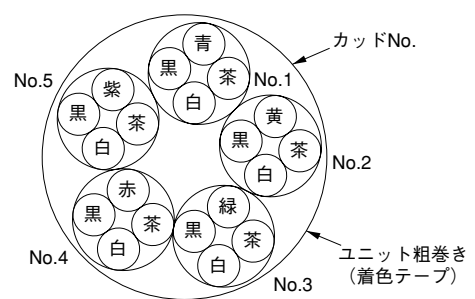 カッドNo.
No.1
青
黒
茶
白
No.2
黄
黒
茶
白
No.3
緑
黒
茶
白
No.4
赤
黒
茶
白
No.5
紫
黒
茶
白
ユニット粗巻き
（着色テープ）